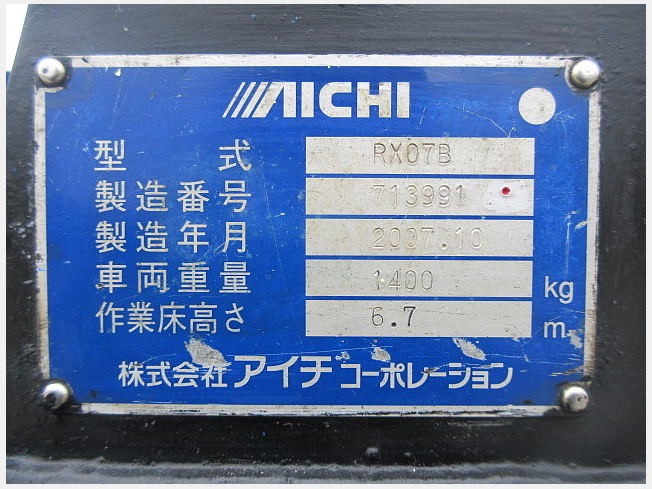 AICHI
型式 RX07B
製造番号 713991
製造年月 2007.10
車両重量 1400 kg
作業床高さ 6.7 m
株式会社アイチコーポレーション